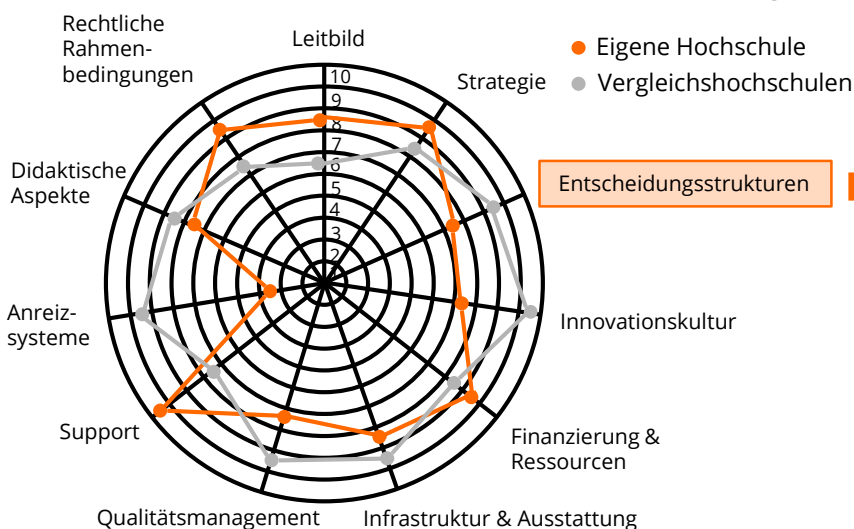 Rechtliche
Rahmen-
bedingungen
Leitbild
Eigene Hochschule
Vergleichshochschulen
Strategie
Entscheidungsstrukturen
Innovationskultur
Finanzierung &
Ressourcen
Infrastruktur & Ausstattung
Qualitätsmanagement
Support
Anreiz-
systeme
Didaktische
Aspekte
10
9
8
7
6
5
4
3
2
1